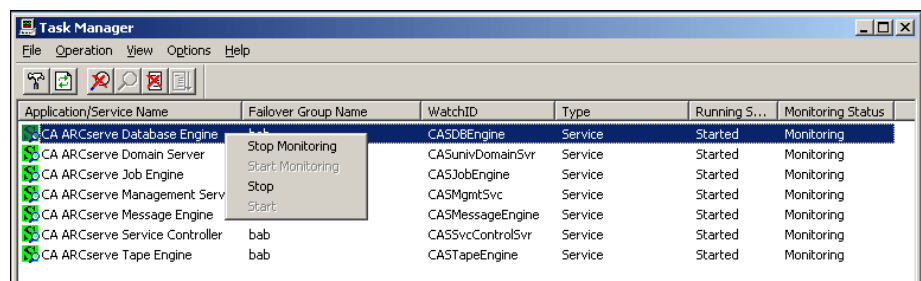 Task Manager
File Operation View Options Help
Application/Service Name Failover Group Name WatchID Type Running S... Monitoring Status
CA ARCserve Database Engine bab CASDBEngine Service Started Monitoring
CA ARCserve Domain Server CASunivDomainSvr Service Started Monitoring
CA ARCserve Job Engine CASJobEngine Service Started Monitoring
CA ARCserve Management Serv CASMgmtSvc Service Started Monitoring
CA ARCserve Message Engine CASMessageEngine Service Started Monitoring
CA ARCserve Service Controller bab CASSvcControlSvr Service Started Monitoring
CA ARCserve Tape Engine bab CASTapeEngine Service Started Monitoring
Stop Monitoring
Start Monitoring
Stop
Start